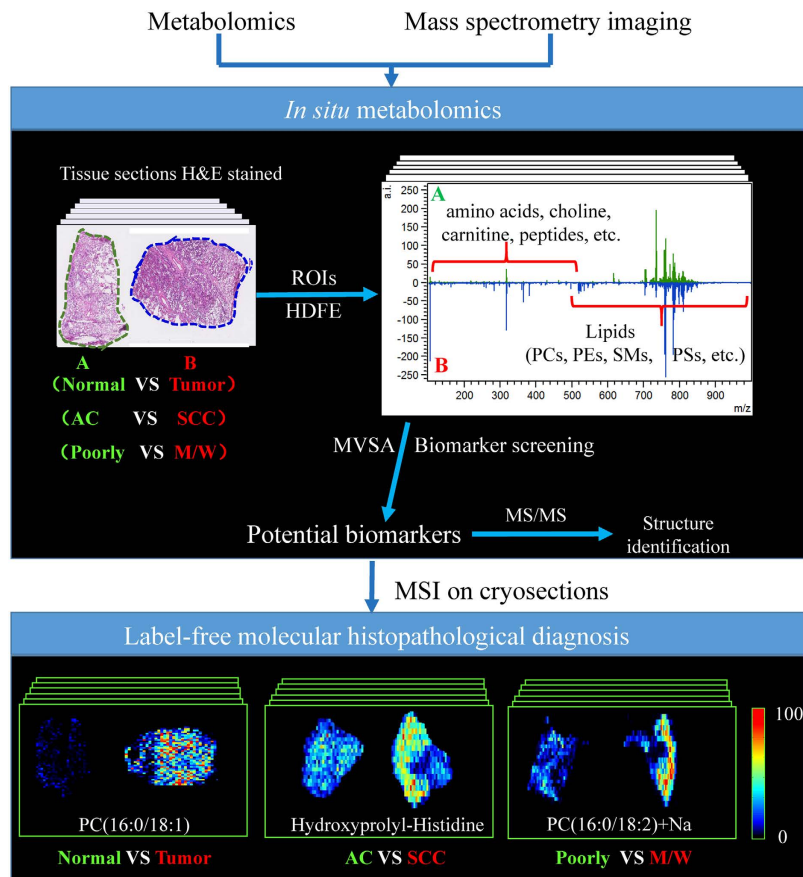 Metabolomics
Mass spectrometry imaging
In situ metabolomics
Tissue sections H&E stained
A
B
（Normal VS Tumor）
（AC VS SCC）
（Poorly VS M/W）
ROIs
HDFE
a.i.
250
200
150
100
50
0
-50
-100
-150
-200
-250
A
amino acids, choline,
carnitine, peptides, etc.
Lipids
(PCs, PEs, SMs, PSs, etc.)
B
200 300 400 500 600 700 800 900
m/z
MVSA
Biomarker screening
Potential biomarkers
MS/MS
Structure
identification
MSI on cryosections
Label-free molecular histopathological diagnosis
PC(16:0/18:1)
Hydroxyprolyl-Histidine
PC(16:0/18:2)+Na
100
0
Normal VS Tumor
AC VS SCC
Poorly VS M/W